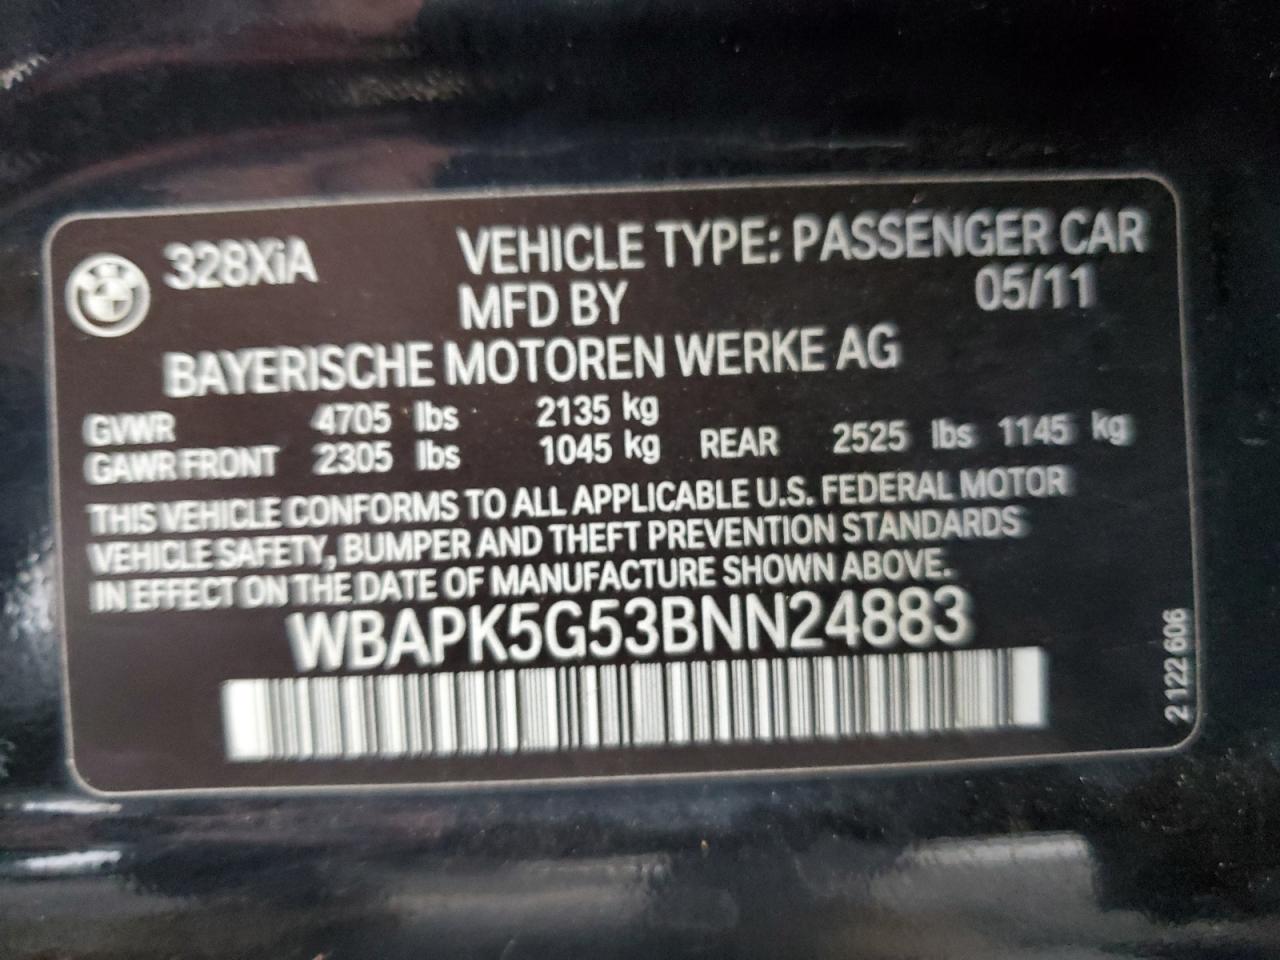 328XiA VEHICLE TYPE: PASSENGER CAR
MFD BY 05/11
BAYERISCHE MOTOREN WERKE AG
GVWR 4705 lbs 2135 kg
GAWR FRONT 2305 lbs 1045 kg REAR 2525 lbs 1145 kg
THIS VEHICLE CONFORMS TO ALL APPLICABLE U.S. FEDERAL MOTOR
VEHICLE SAFETY, BUMPER AND THEFT PREVENTION STANDARDS
IN EFFECT ON THE DATE OF MANUFACTURE SHOWN ABOVE.
WBAPK5G53BNN24883
2 122 606